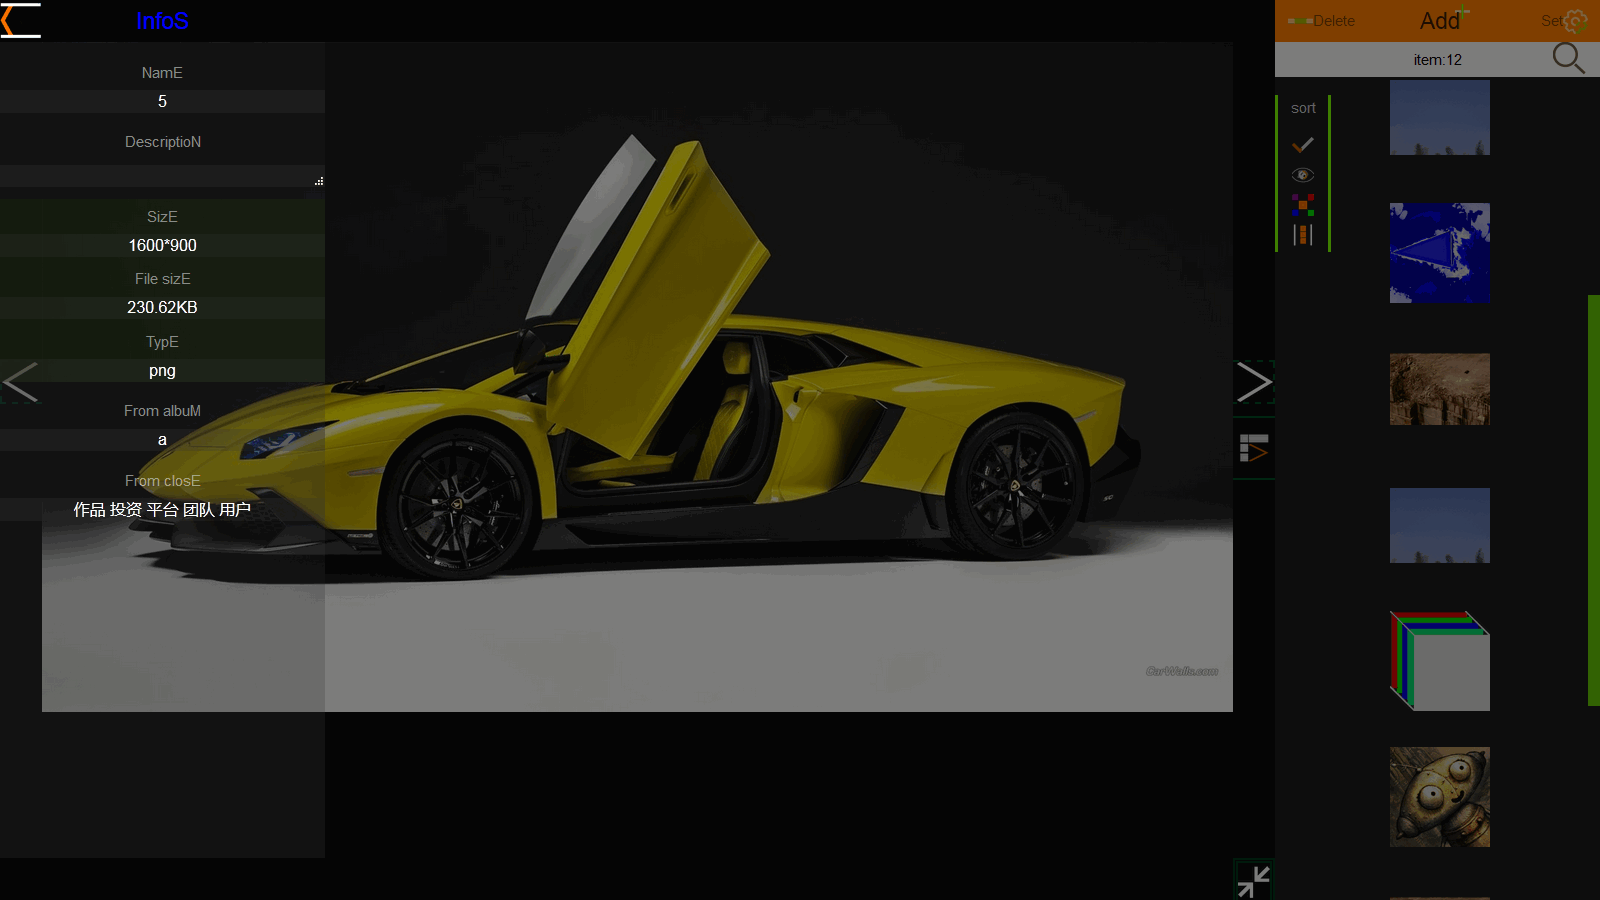 InfoS
Delete
Add
Set
item:12
NamE
5
DescriptioN
SizE
1600*900
File sizE
230.62KB
TypE
png
From albuM
a
From closE
作品 投资 平台 团队 用户
sort
CarWalls.com